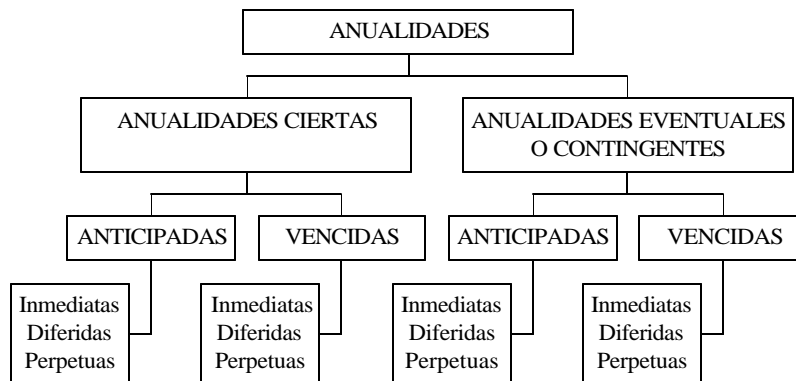 ANUALIDADES
ANUALIDADES CIERTAS
ANUALIDADES EVENTUALES
O CONTINGENTES
ANTICIPADAS
VENCIDAS
ANTICIPADAS
VENCIDAS
Inmediatas
Diferidas
Perpetuas
Inmediatas
Diferidas
Perpetuas
Inmediatas
Diferidas
Perpetuas
Inmediatas
Diferidas
Perpetuas